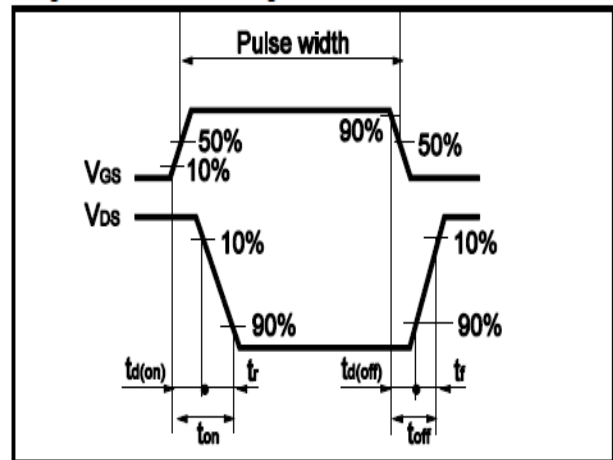 Pulse width
90%
50%
50%
10%
VGS
VDS
10%
10%
90%
90%
td(on)
tr
td(off)
tf
ton
toff